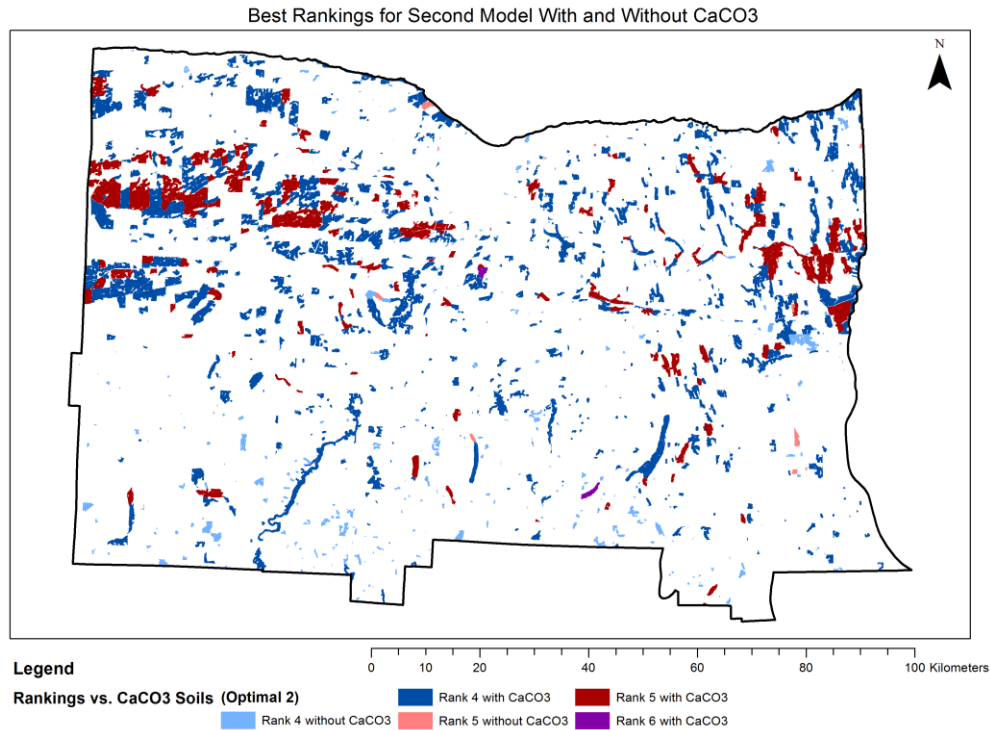 Best Rankings for Second Model With and Without CaCO3
N
Legend
0 10 20 40 60 80 100 Kilometers
Rankings vs. CaCO3 Soils (Optimal 2)
Rank 4 with CaCO3 Rank 5 with CaCO3
Rank 4 without CaCO3 Rank 5 without CaCO3 Rank 6 with CaCO3